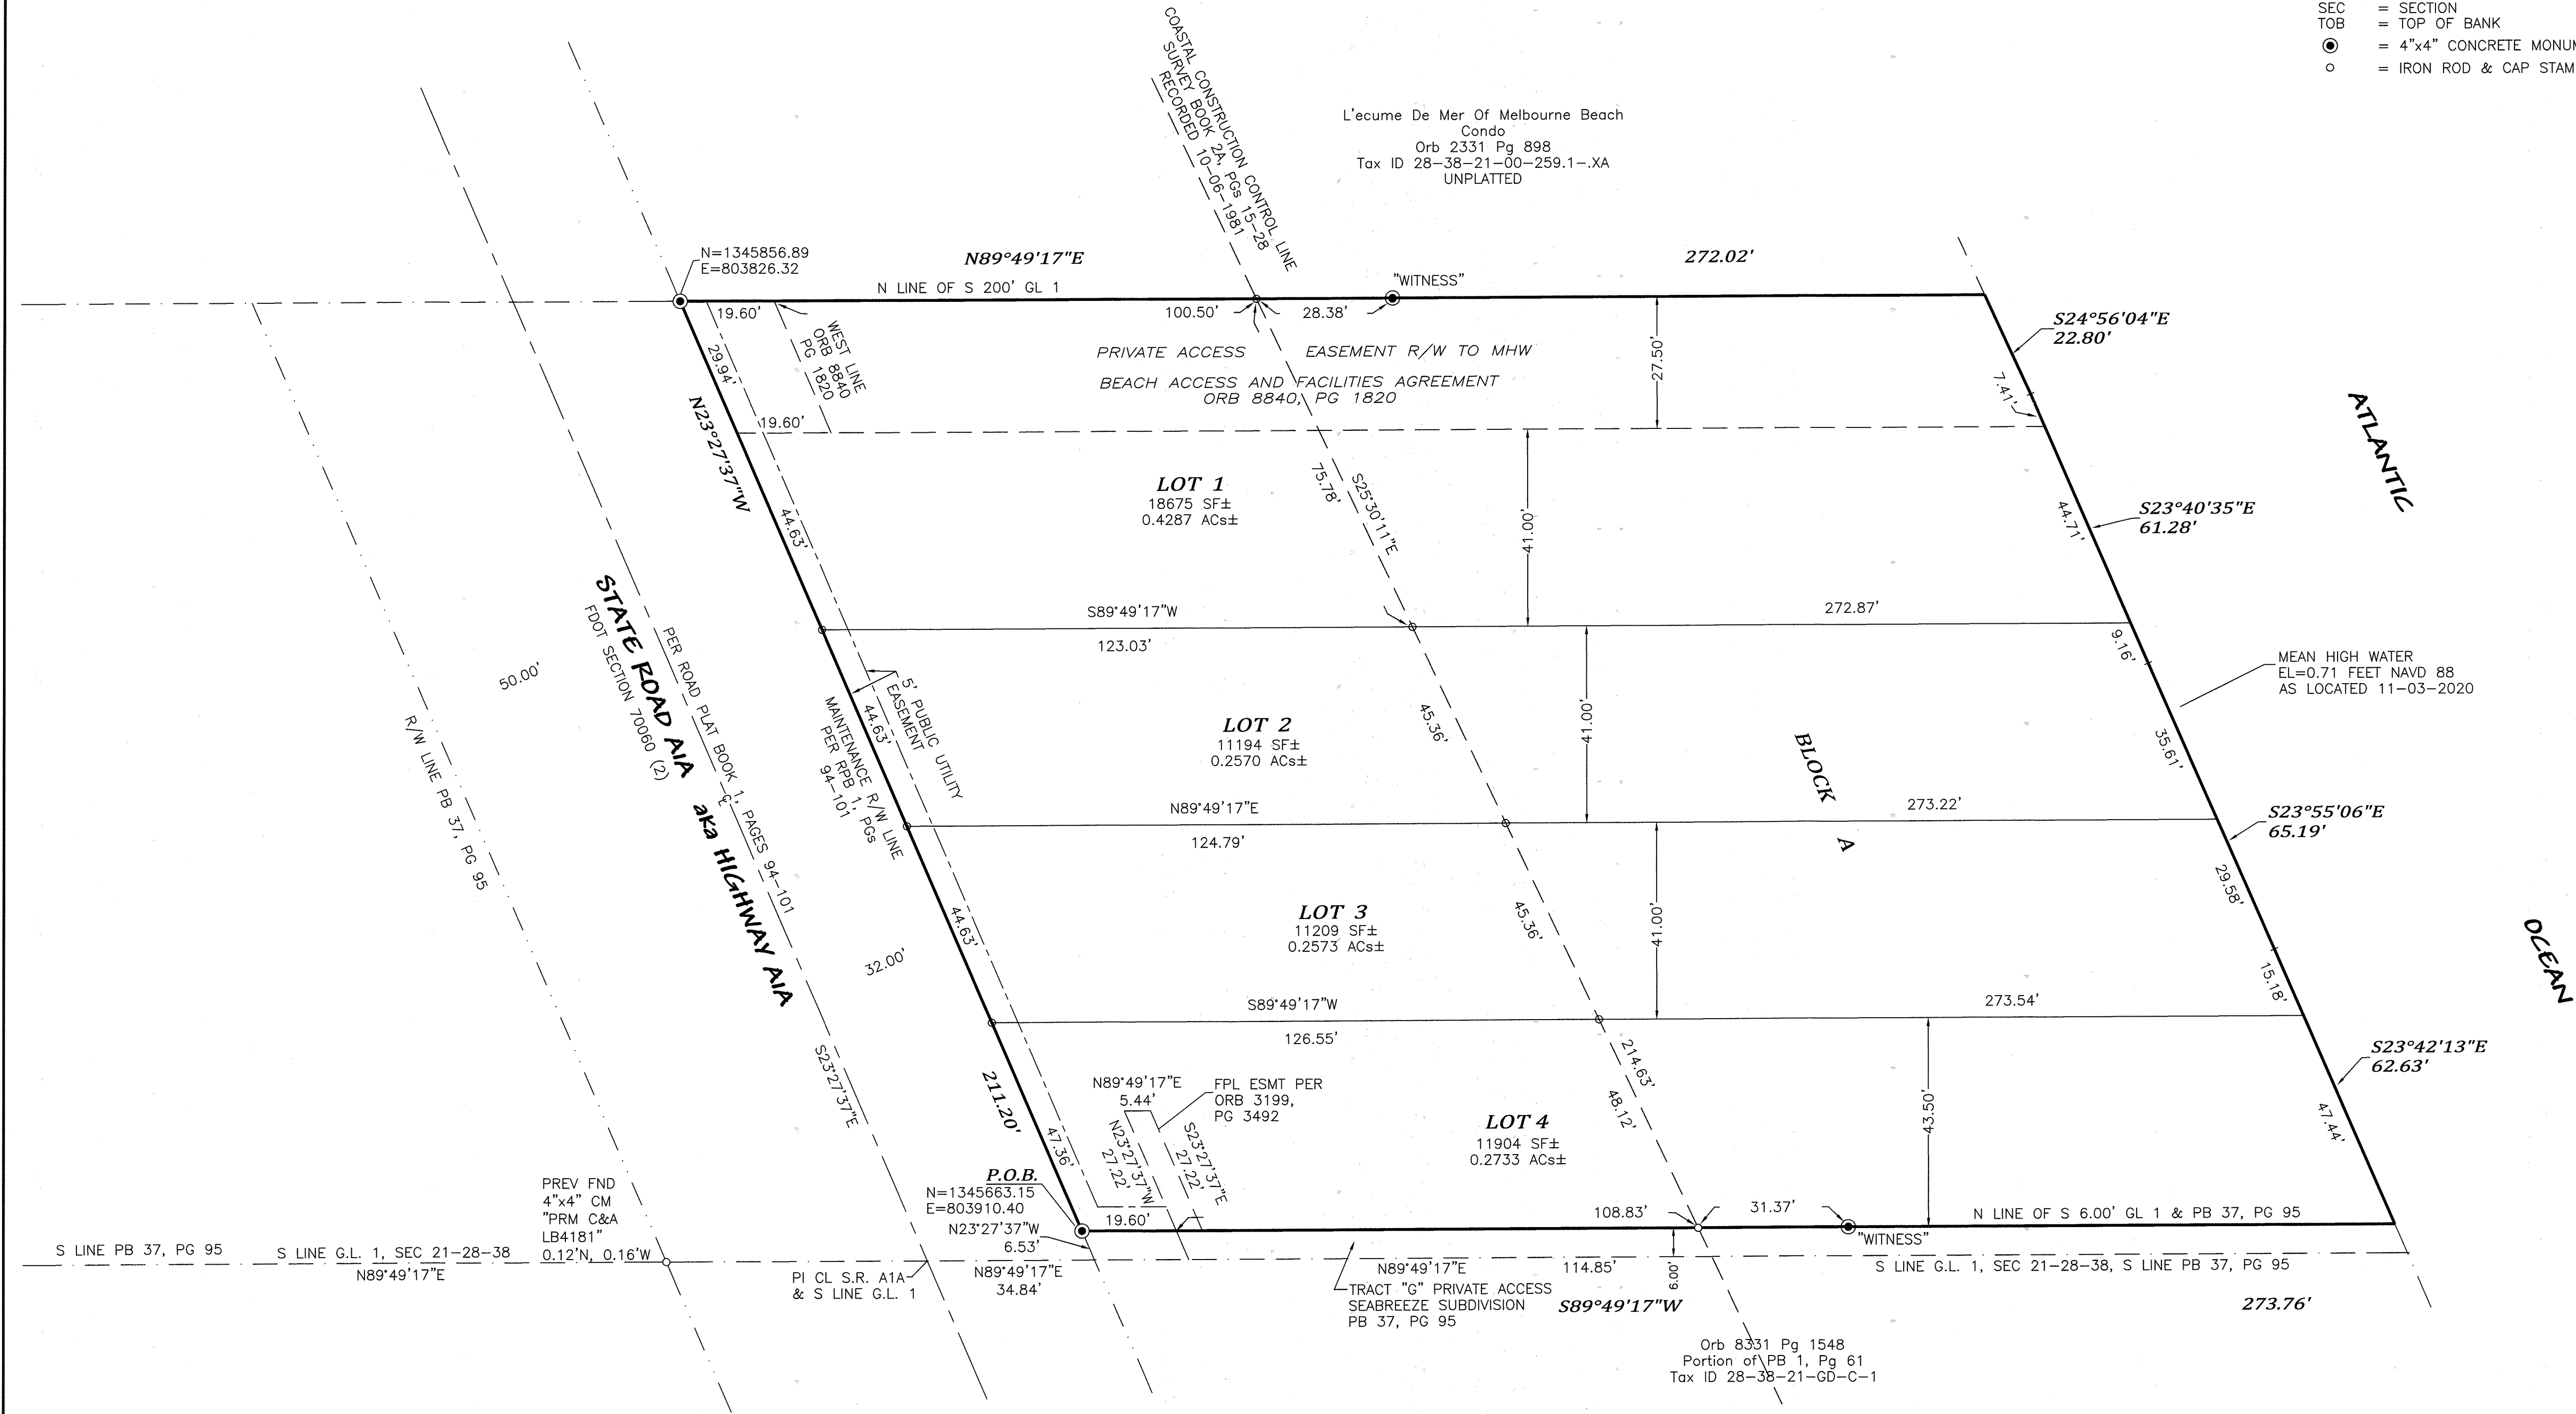 SEC = SECTION
TOB = TOP OF BANK
= 4"x4" CONCRETE MONU
= IRON ROD & CAP STAM
COASTAL CONSTRUCTION CONTROL LINE
SURVEY BOOK 2A, PGs 15-28
RECORDED 10-06-1981
L'ecume De Mer Of Melbourne Beach
Condo
Orb 2331 Pg 898
Tax ID 28-38-21-00-259.1-.XA
UNPLATTED
N=1345856.89
E=803826.32
N89°49'17"E
272.02'
N LINE OF S 200' GL 1
"WITNESS"
19.60'
100.50'
28.38'
WEST LINE
ORB 8840
PG 1820
29.94'
PRIVATE ACCESS EASEMENT R/W TO MHW
BEACH ACCESS AND FACILITIES AGREEMENT
ORB 8840, PG 1820
27.50'
S24°56'04"E
22.80'
7.41'
19.60'
N23°27'37"W
ATLANTIC
LOT 1
18675 SF±
0.4287 ACs±
44.63'
75.78'
S25°30'11"E
41.00'
44.71'
S23°40'35"E
61.28'
S89°49'17"W
272.87'
123.03'
9.16'
STATE ROAD A1A aka HIGHWAY A1A
FDOT SECTION 70060 (2)
PER ROAD PLAT BOOK 1, PAGES 94-101
50.00'
R/W LINE PB 37, PG 95
5' PUBLIC UTILITY
EASEMENT
44.63'
MAINTENANCE R/W LINE
PER RPB 1, PGs
94-101
MEAN HIGH WATER
EL=0.71 FEET NAVD 88
AS LOCATED 11-03-2020
LOT 2
11194 SF±
0.2570 ACs±
45.36'
41.00'
BLOCK A
35.61'
N89°49'17"E
273.22'
124.79'
S23°55'06"E
65.19'
LOT 3
11209 SF±
0.2573 ACs±
44.63'
45.36'
41.00'
29.58'
32.00'
OCEAN
S89°49'17"W
273.54'
126.55'
15.18'
214.63'
S23°42'13"E
62.63'
S23°27'37"E
211.20'
N89°49'17"E
5.44'
FPL ESMT PER
ORB 3199,
PG 3492
N23°27'37"W
27.22'
S23°27'37"E
27.22'
LOT 4
11904 SF±
0.2733 ACs±
48.12'
43.50'
47.44'
47.36'
P.O.B.
N=1345663.15
E=803910.40
N23°27'37"W
6.53'
19.60'
108.83'
31.37'
N LINE OF S 6.00' GL 1 & PB 37, PG 95
"WITNESS"
PREV FND
4"x4" CM
"PRM C&A
LB4181"
0.12'N, 0.16'W
S LINE PB 37, PG 95
S LINE G.L. 1, SEC 21-28-38
N89°49'17"E
PI CL S.R. A1A
& S LINE G.L. 1
N89°49'17"E
34.84'
N89°49'17"E
114.85'
6.00'
S LINE G.L. 1, SEC 21-28-38, S LINE PB 37, PG 95
TRACT "G" PRIVATE ACCESS
SEABREEZE SUBDIVISION
PB 37, PG 95
S89°49'17"W
273.76'
Orb 8331 Pg 1548
Portion of PB 1, Pg 61
Tax ID 28-38-21-GD-C-1